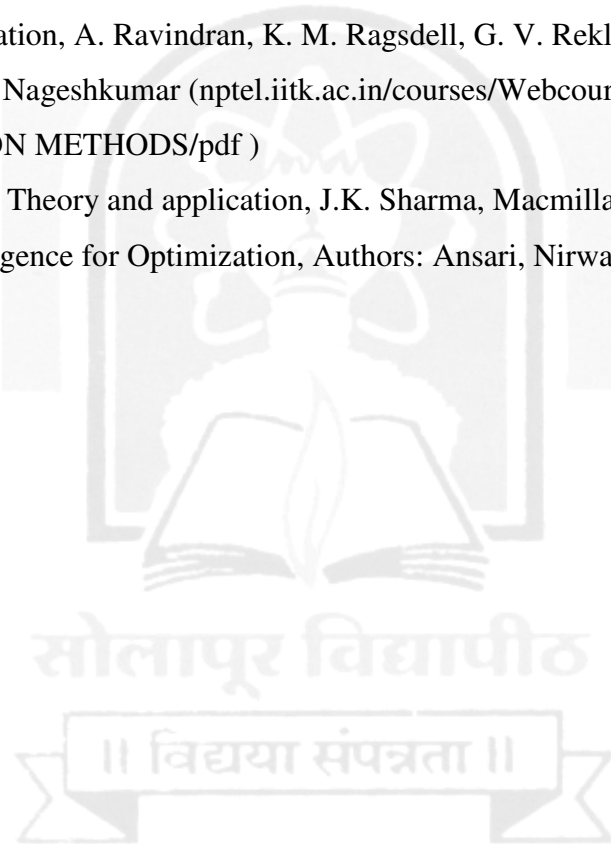 ation, A. Ravindran, K. M. Ragsdell, G. V. Rekl
Nageshkumar (nptel.iitk.ac.in/courses/Webcour
ON METHODS/pdf )
Theory and application, J.K. Sharma, Macmilla
gence for Optimization, Authors: Ansari, Nirwa
सोलापूर विद्यापीठ
॥ विद्यया संपन्नता ॥